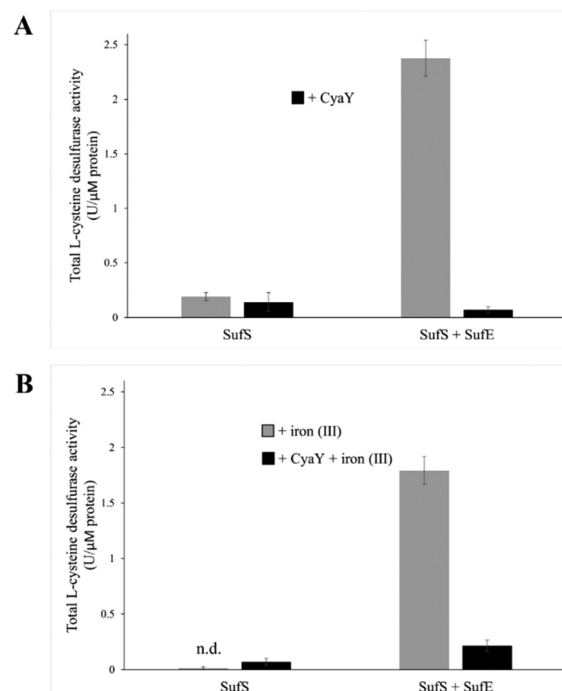 A
Total L-cysteine desulfurase activity
(U/µM protein)
2.5
2
1.5
1
0.5
0
+ CyaY
SufS
SufS + SufE
B
Total L-cysteine desulfurase activity
(U/µM protein)
2.5
2
1.5
1
0.5
0
+ iron (III)
+ CyaY + iron (III)
n.d.
SufS
SufS + SufE